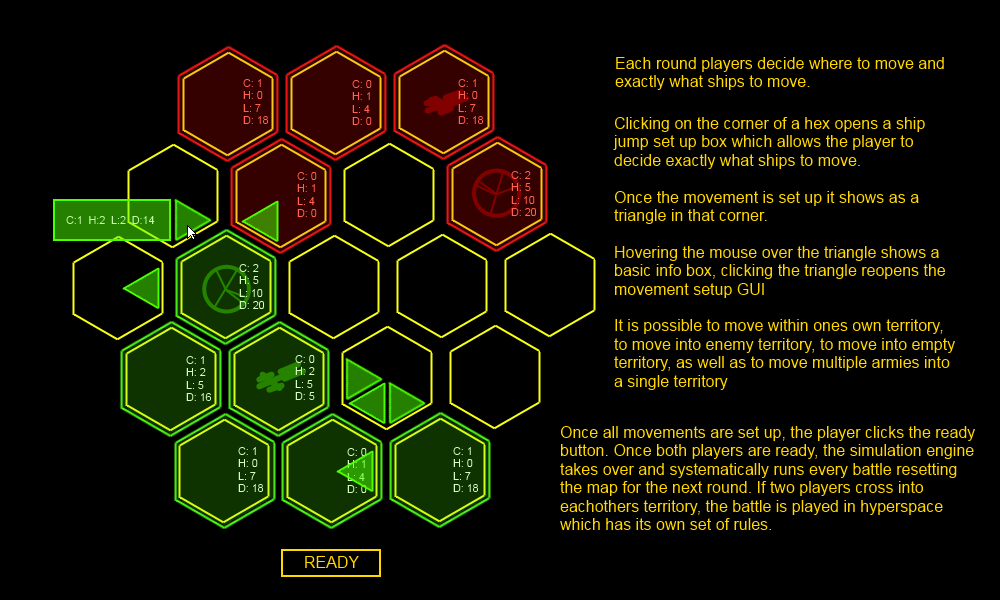 Each round players decide where to move and
exactly what ships to move.
Clicking on the corner of a hex opens a ship
jump set up box which allows the player to
decide exactly what ships to move.
Once the movement is set up it shows as a
triangle in that corner.
Hovering the mouse over the triangle shows a
basic info box, clicking the triangle reopens the
movement setup GUI
It is possible to move within ones own territory,
to move into enemy territory, to move into empty
territory, as well as to move multiple armies into
a single territory
Once all movements are set up, the player clicks the ready
button. Once both players are ready, the simulation engine
takes over and systematically runs every battle resetting
the map for the next round. If two players cross into
eachothers territory, the battle is played in hyperspace
which has its own set of rules.
C: 1
H: 0
L: 7
D: 18
C: 0
H: 1
L: 4
D: 0
C: 1
H: 0
L: 7
D: 18
C: 0
H: 1
L: 4
D: 0
C: 2
H: 5
L: 10
D: 20
C:1 H:2 L:2 D:14
C: 2
H: 5
L: 10
D: 20
C: 1
H: 2
L: 5
D: 16
C: 0
H: 2
L: 5
D: 5
C: 1
H: 0
L: 7
D: 18
C: 0
H: 1
L: 4
D: 0
C: 1
H: 0
L: 7
D: 18
READY